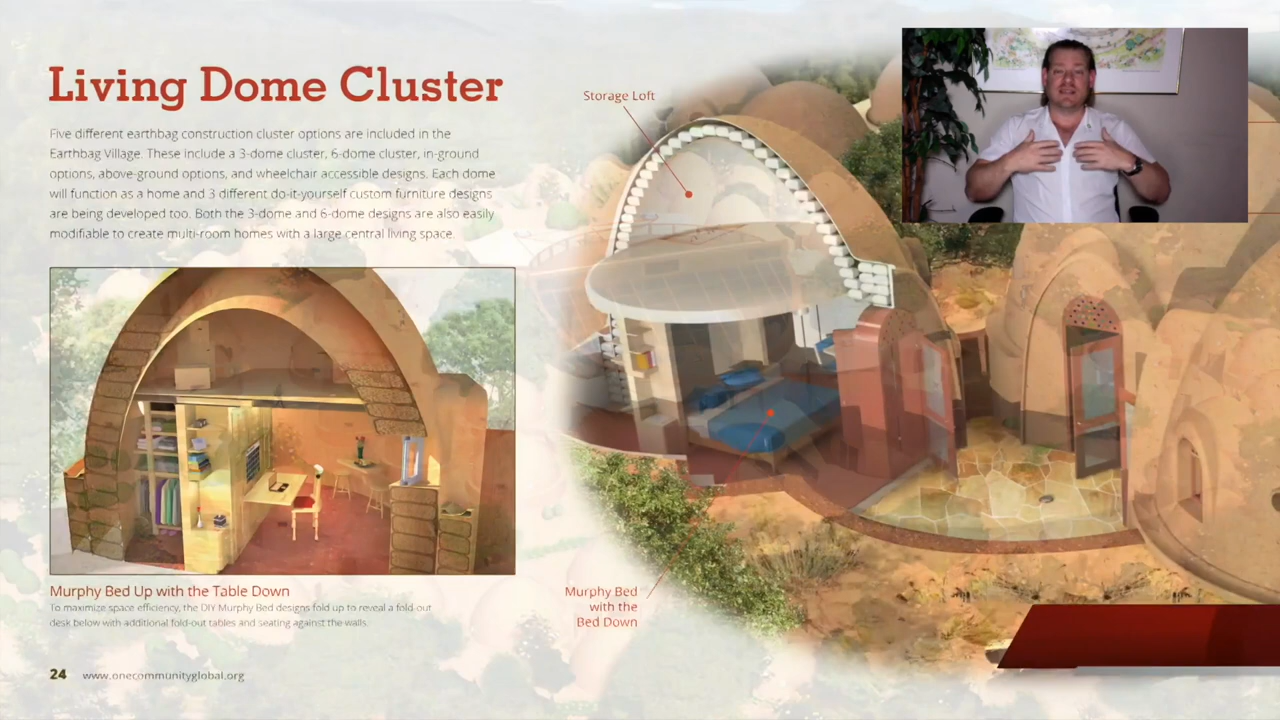 Living Dome Cluster
Five different earthbag construction cluster options are included in the
Earthbag Village. These include a 3-dome cluster, 6-dome cluster, in-ground
options, above-ground options, and wheelchair accessible designs. Each dome
will function as a home and 3 different do-it-yourself custom furniture designs
are being developed too. Both the 3-dome and 6-dome designs are also easily
modifiable to create multi-room homes with a large central living space.
Storage Loft
Murphy Bed Up with the Table Down
To maximize space efficiency, the DIY Murphy Bed designs fold up to reveal a fold-out
desk below with additional fold-out tables and seating against the walls.
Murphy Bed
with the
Bed Down
24 www.onecommunityglobal.org